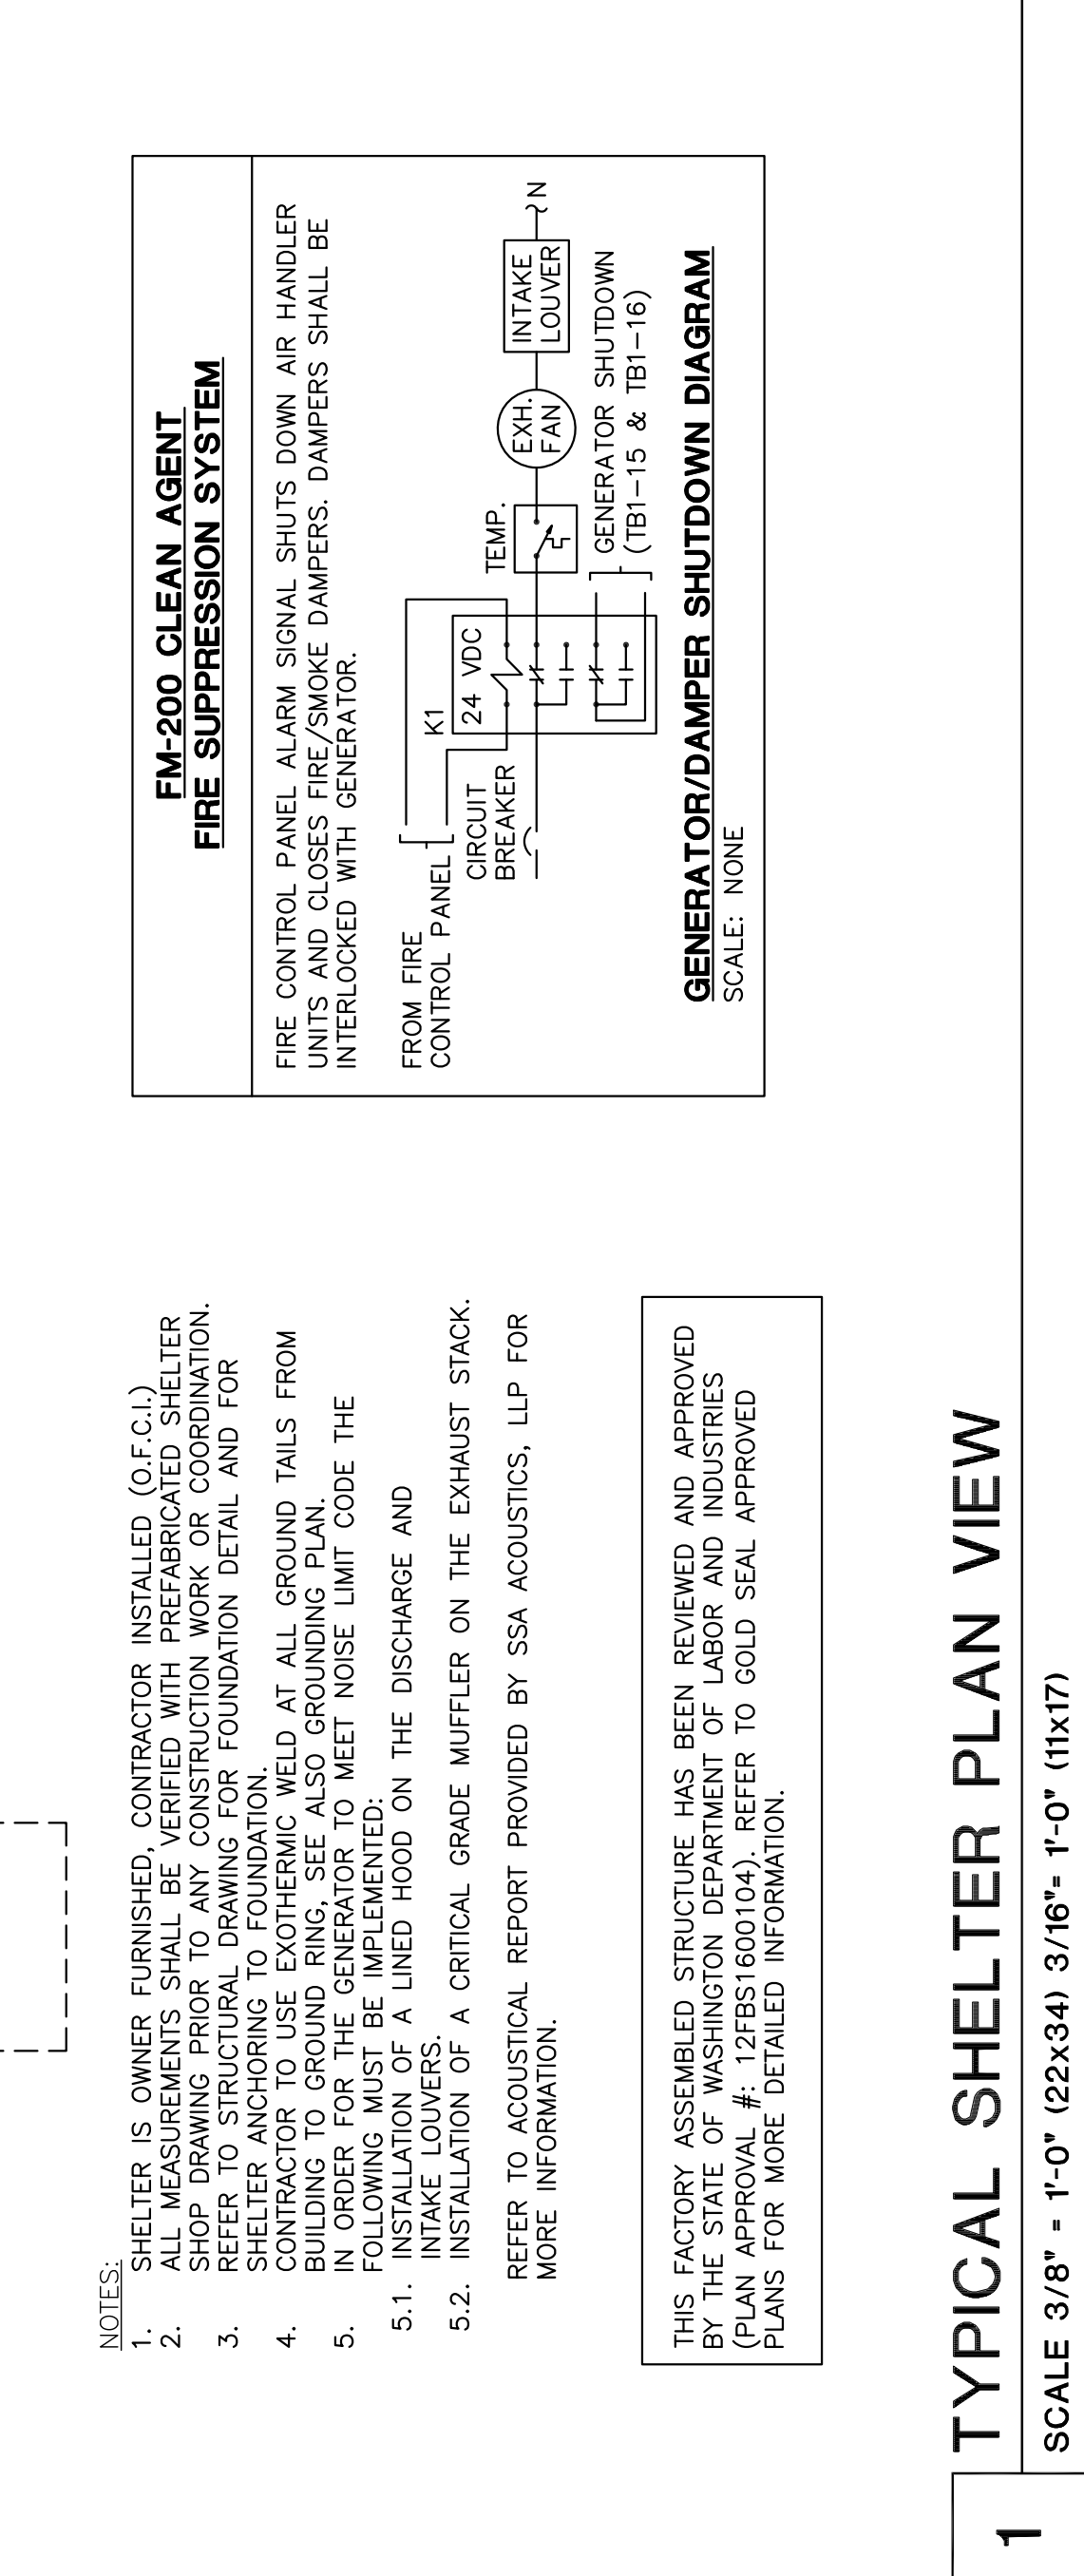 NOTES:
1. SHELTER IS OWNER FURNISHED, CONTRACTOR INSTALLED (O.F.C.I.)
2. ALL MEASUREMENTS SHALL BE VERIFIED WITH PREFABRICATED SHELTER
SHOP DRAWING PRIOR TO ANY CONSTRUCTION WORK OR COORDINATION.
3. REFER TO STRUCTURAL DRAWING FOR FOUNDATION DETAIL AND FOR
SHELTER ANCHORING TO FOUNDATION.
4. CONTRACTOR TO USE EXOTHERMIC WELD AT ALL GROUND TAILS FROM
BUILDING TO GROUND RING, SEE ALSO GROUNDING PLAN.
5. IN ORDER FOR THE GENERATOR TO MEET NOISE LIMIT CODE THE
FOLLOWING MUST BE IMPLEMENTED:
5.1. INSTALLATION OF A LINED HOOD ON THE DISCHARGE AND
INTAKE LOUVERS.
5.2. INSTALLATION OF A CRITICAL GRADE MUFFLER ON THE EXHAUST STACK.
REFER TO ACOUSTICAL REPORT PROVIDED BY SSA ACOUSTICS, LLP FOR
MORE INFORMATION.
THIS FACTORY ASSEMBLED STRUCTURE HAS BEEN REVIEWED AND APPROVED
BY THE STATE OF WASHINGTON DEPARTMENT OF LABOR AND INDUSTRIES
(PLAN APPROVAL #: 12FBS1600104). REFER TO GOLD SEAL APPROVED
PLANS FOR MORE DETAILED INFORMATION.
FM-200 CLEAN AGENT
FIRE SUPPRESSION SYSTEM
FIRE CONTROL PANEL ALARM SIGNAL SHUTS DOWN AIR HANDLER
UNITS AND CLOSES FIRE/SMOKE DAMPERS. DAMPERS SHALL BE
INTERLOCKED WITH GENERATOR.
FROM FIRE
CONTROL PANEL
K1
24 VDC
CIRCUIT
BREAKER
TEMP.
EXH.
FAN
INTAKE
LOUVER
N
GENERATOR SHUTDOWN
(TB1-15 & TB1-16)
GENERATOR/DAMPER SHUTDOWN DIAGRAM
SCALE: NONE
1
TYPICAL SHELTER PLAN VIEW
SCALE 3/8" = 1'-0" (22x34) 3/16"= 1'-0" (11x17)